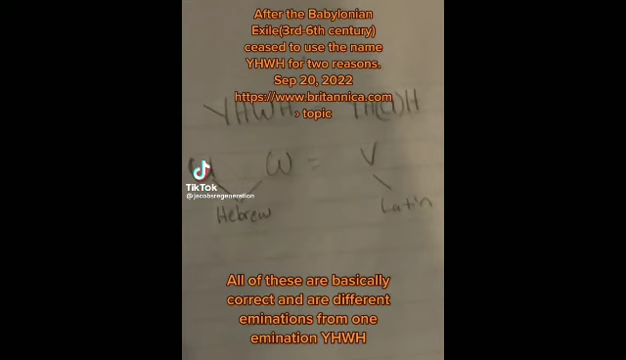 After the Babylonian
Exile(3rd-6th century)
ceased to use the name
YHWH for two reasons.
Sep 20, 2022
https://www.britannica.com
› topic
YHWH
W = V
Hebrew
Latin
TikTok
@jacobsregeneration
All of these are basically
correct and are different
eminations from one
emination YHWH